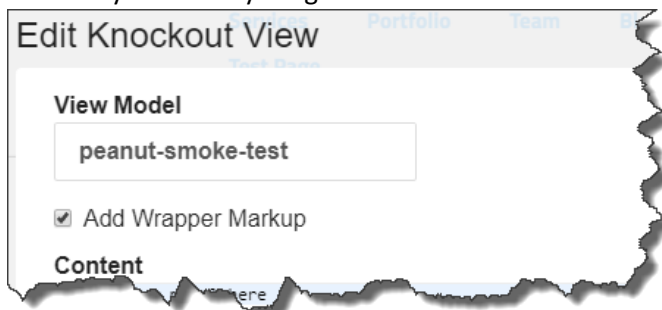 Edit Knockout View
Services Portfolio Team
Test Page
View Model
peanut-smoke-test
Add Wrapper Markup
Content